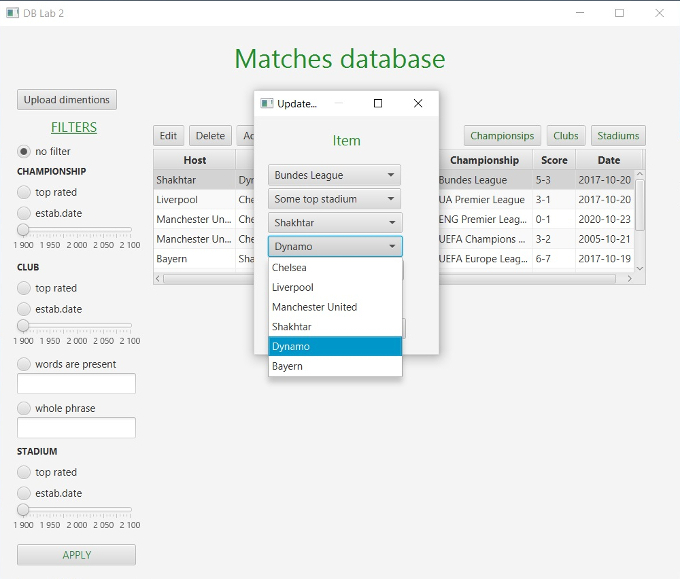 DB Lab 2
Matches database
Upload dimentions
FILTERS
no filter
CHAMPIONSHIP
top rated
estab.date
1 900 1 950 2 000 2 050 2 100
CLUB
top rated
estab.date
1 900 1 950 2 000 2 050 2 100
words are present
whole phrase
STADIUM
top rated
estab.date
1 900 1 950 2 000 2 050 2 100
APPLY
Edit Delete
Championsips Clubs Stadiums
Host Championship Score Date
Shakhtar Bundes League 5-3 2017-10-20
Liverpool UA Premier League 3-1 2017-10-20
Manchester Un... ENG Premier Leag... 0-1 2020-10-23
Manchester Un... UEFA Champions ... 3-2 2005-10-21
Bayern UEFA Europe Leag... 6-7 2017-10-19
Update...
Item
Bundes League
Some top stadium
Shakhtar
Dynamo
Chelsea
Liverpool
Manchester United
Shakhtar
Dynamo
Bayern